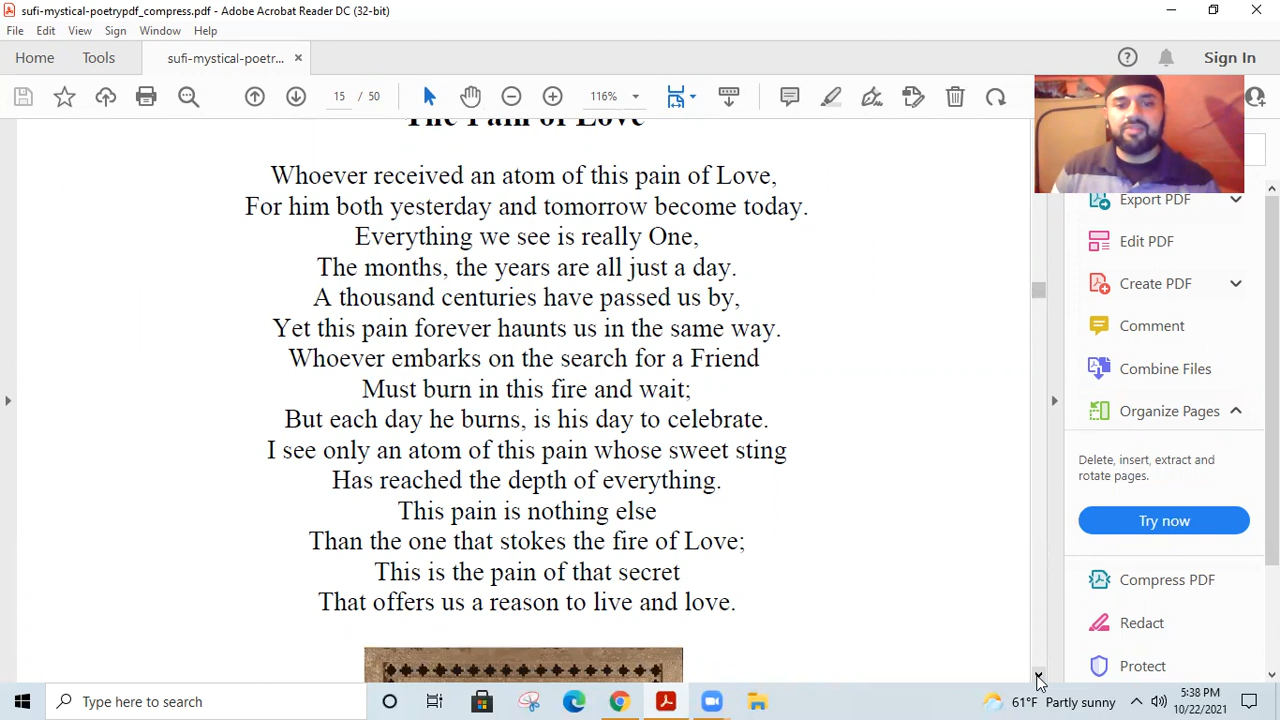 sufi-mystical-poetrypdf_compress.pdf - Adobe Acrobat Reader DC (32-bit)
File Edit View Sign Window Help
Home Tools sufi-mystical-poetr... Sign In
15 / 50 116%
The Pain of Love
Whoever received an atom of this pain of Love,
For him both yesterday and tomorrow become today.
Everything we see is really One,
The months, the years are all just a day.
A thousand centuries have passed us by,
Yet this pain forever haunts us in the same way.
Whoever embarks on the search for a Friend
Must burn in this fire and wait;
But each day he burns, is his day to celebrate.
I see only an atom of this pain whose sweet sting
Has reached the depth of everything.
This pain is nothing else
Than the one that stokes the fire of Love;
This is the pain of that secret
That offers us a reason to live and love.
Export PDF
Edit PDF
Create PDF
Comment
Combine Files
Organize Pages
Delete, insert, extract and
rotate pages.
Try now
Compress PDF
Redact
Protect
Type here to search
61°F Partly sunny
5:38 PM
10/22/2021